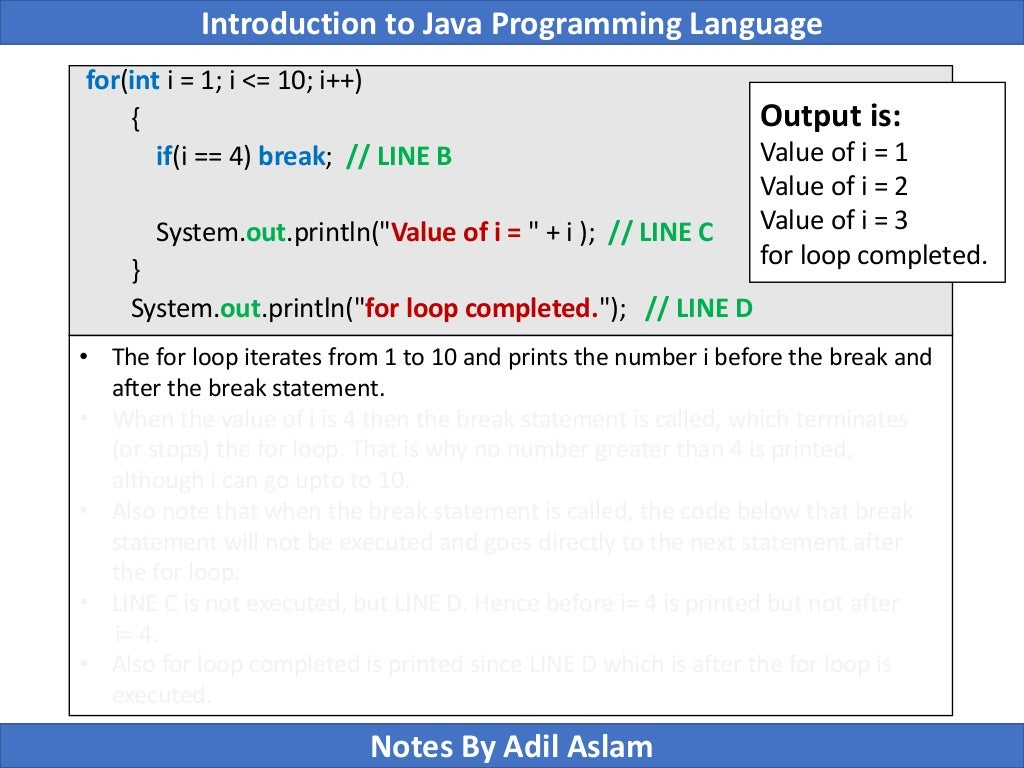 Introduction to Java Programming Language
for(int i = 1; i <= 10; i++)
{
if(i == 4) break; // LINE B
System.out.println("Value of i = " + i ); // LINE C
}
System.out.println("for loop completed."); // LINE D
Output is:
Value of i = 1
Value of i = 2
Value of i = 3
for loop completed.
• The for loop iterates from 1 to 10 and prints the number i before the break and
after the break statement.
• When the value of i is 4 then the break statement is called, which terminates
(or stops) the for loop. That is why no number greater than 4 is printed,
although i can go upto to 10.
• Also note that when the break statement is called, the code below that break
statement will not be executed and goes directly to the next statement after
the for loop.
• LINE C is not executed, but LINE D. Hence before i= 4 is printed but not after
i= 4.
• Also for loop completed is printed since LINE D which is after the for loop is
executed.
Notes By Adil Aslam